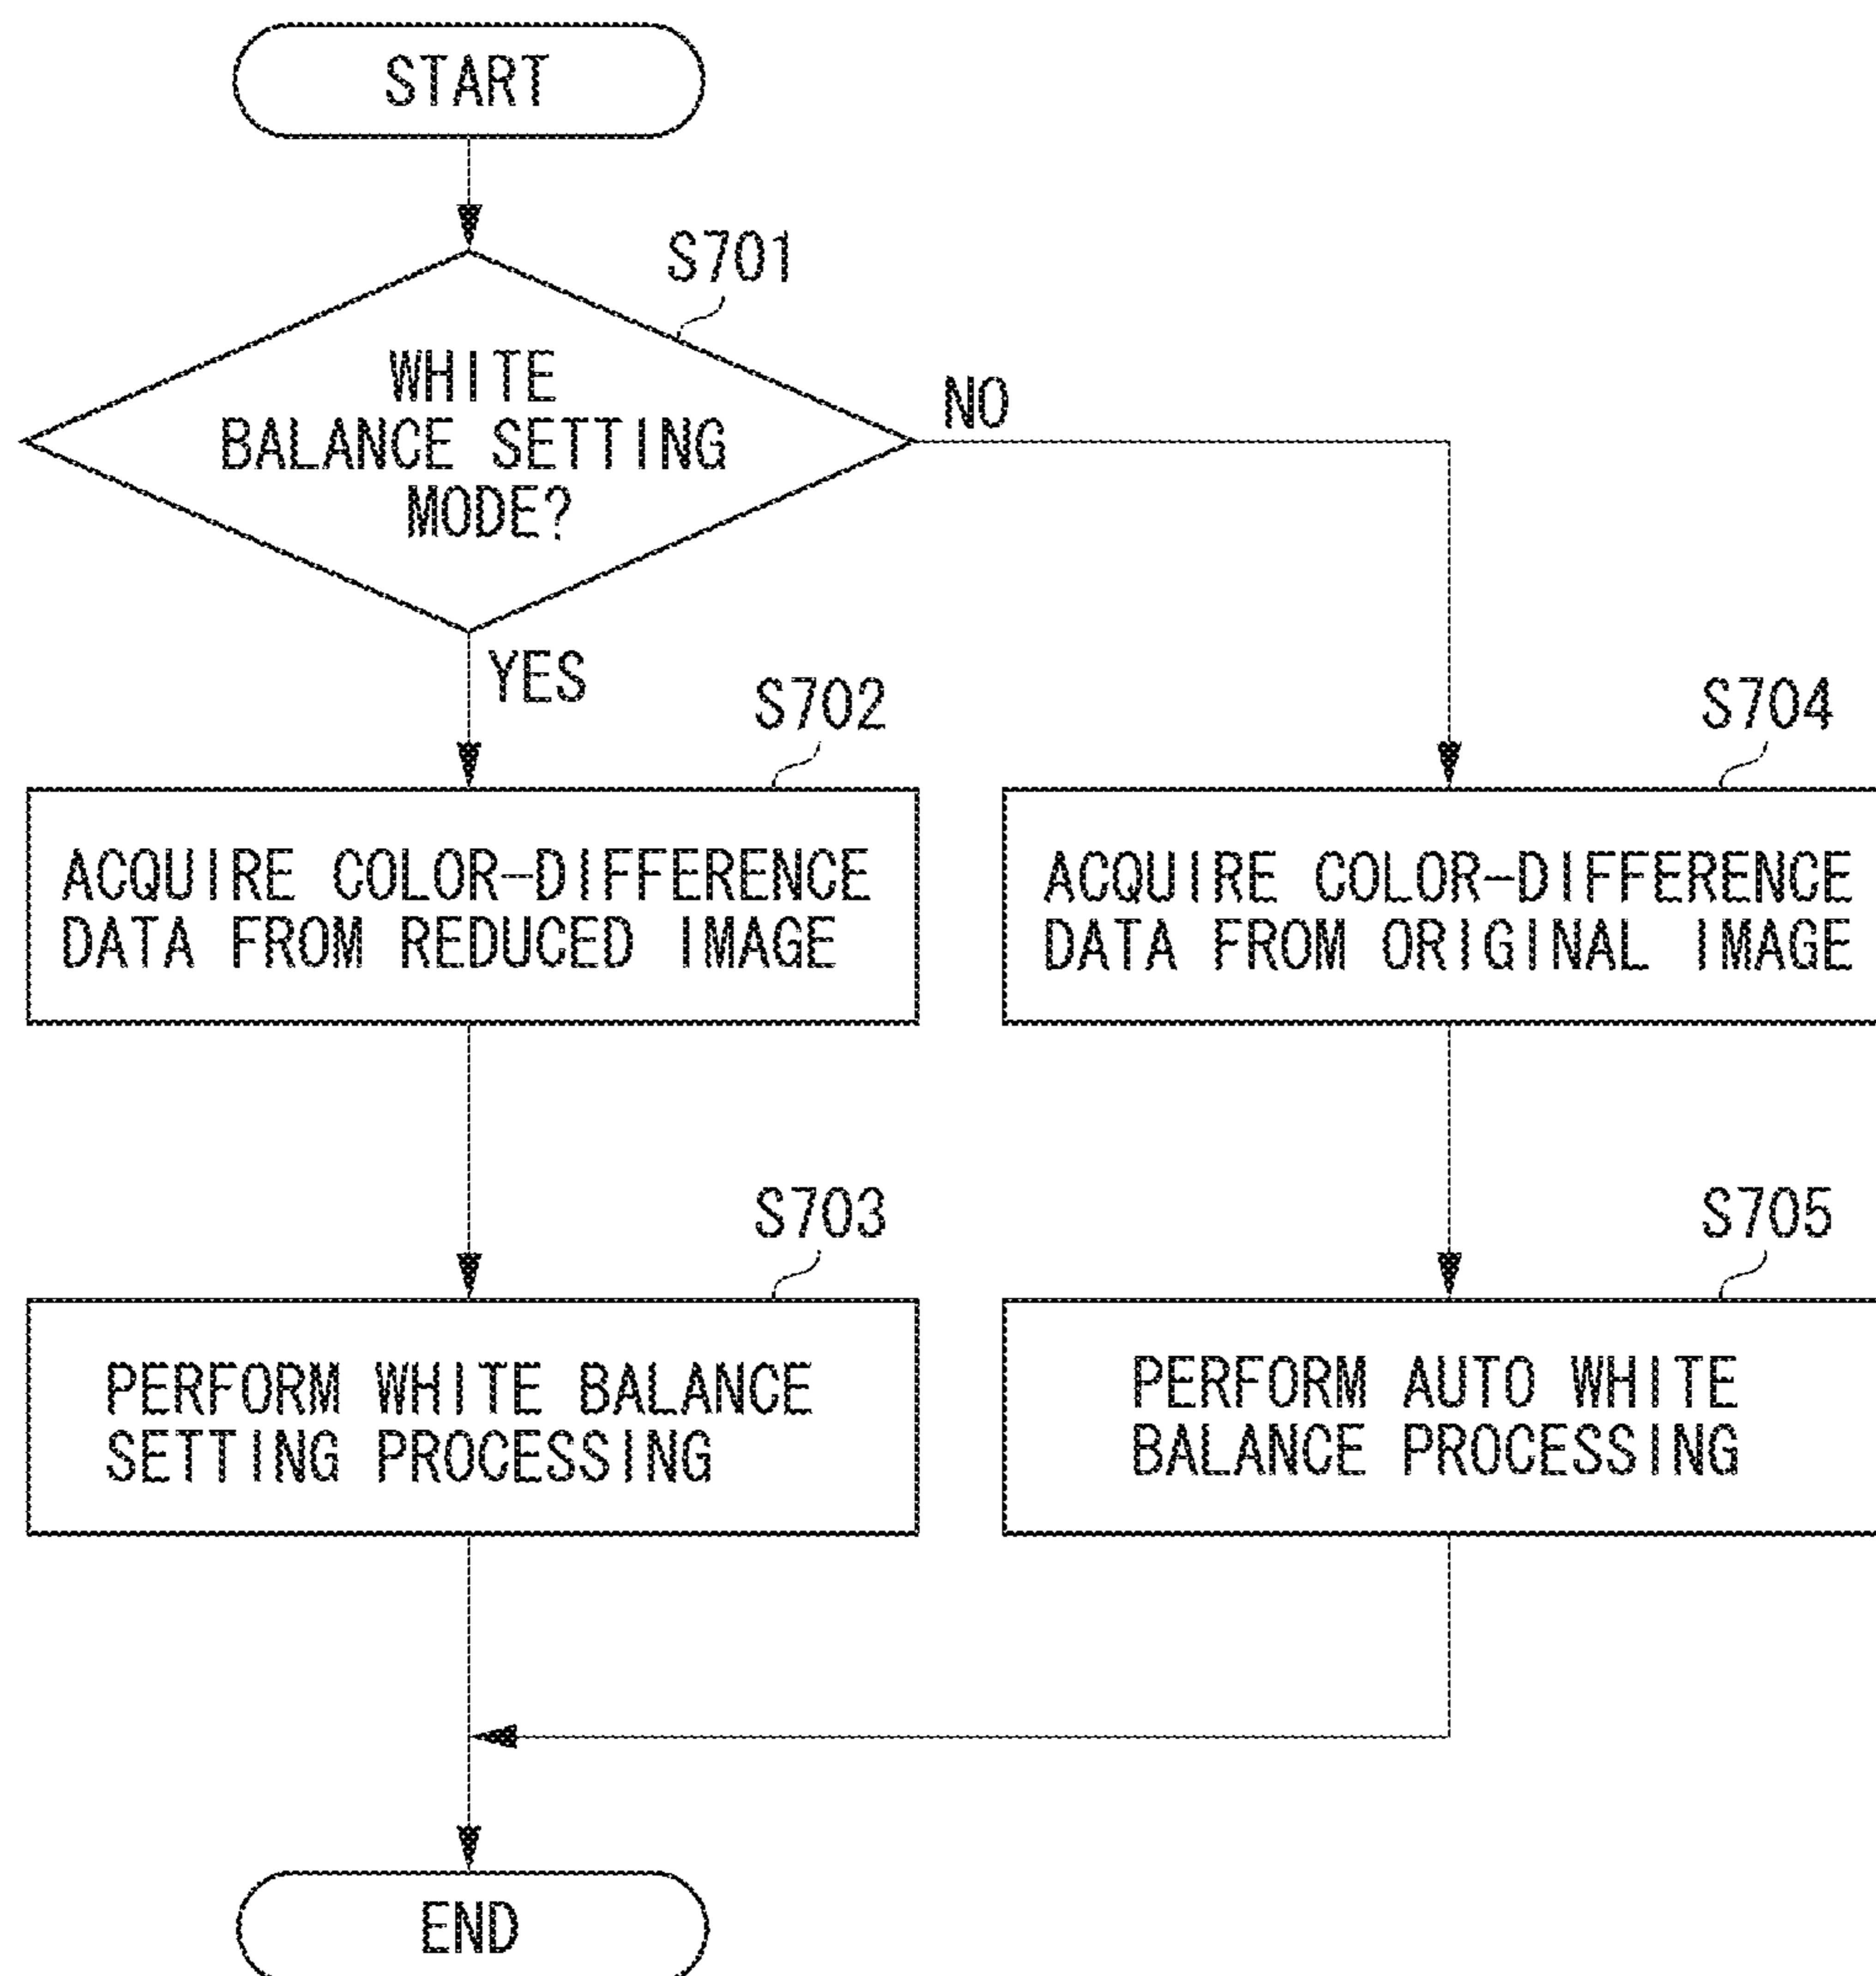 START
S701
WHITE
BALANCE SETTING
MODE?
NO
YES
S702
ACQUIRE COLOR-DIFFERENCE
DATA FROM REDUCED IMAGE
S704
ACQUIRE COLOR-DIFFERENCE
DATA FROM ORIGINAL IMAGE
S703
PERFORM WHITE BALANCE
SETTING PROCESSING
S705
PERFORM AUTO WHITE
BALANCE PROCESSING
END